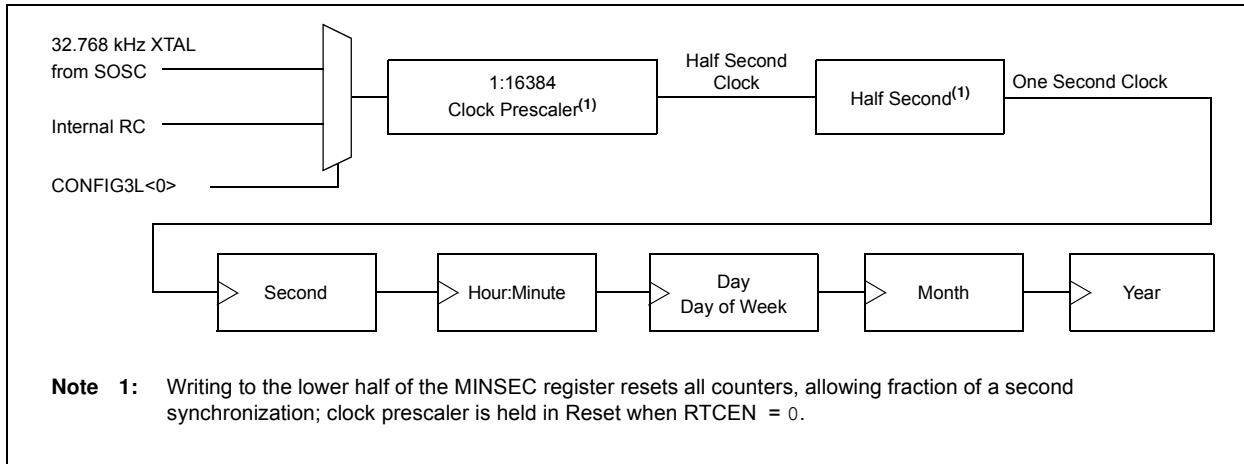 32.768 kHz XTAL
from SOSC
Internal RC
CONFIG3L<0>
1:16384
Clock Prescaler(1)
Half Second
Clock
Half Second(1)
One Second Clock
Second
Hour:Minute
Day
Day of Week
Month
Year
Note 1: Writing to the lower half of the MINSEC register resets all counters, allowing fraction of a second
synchronization; clock prescaler is held in Reset when RTCEN = 0.